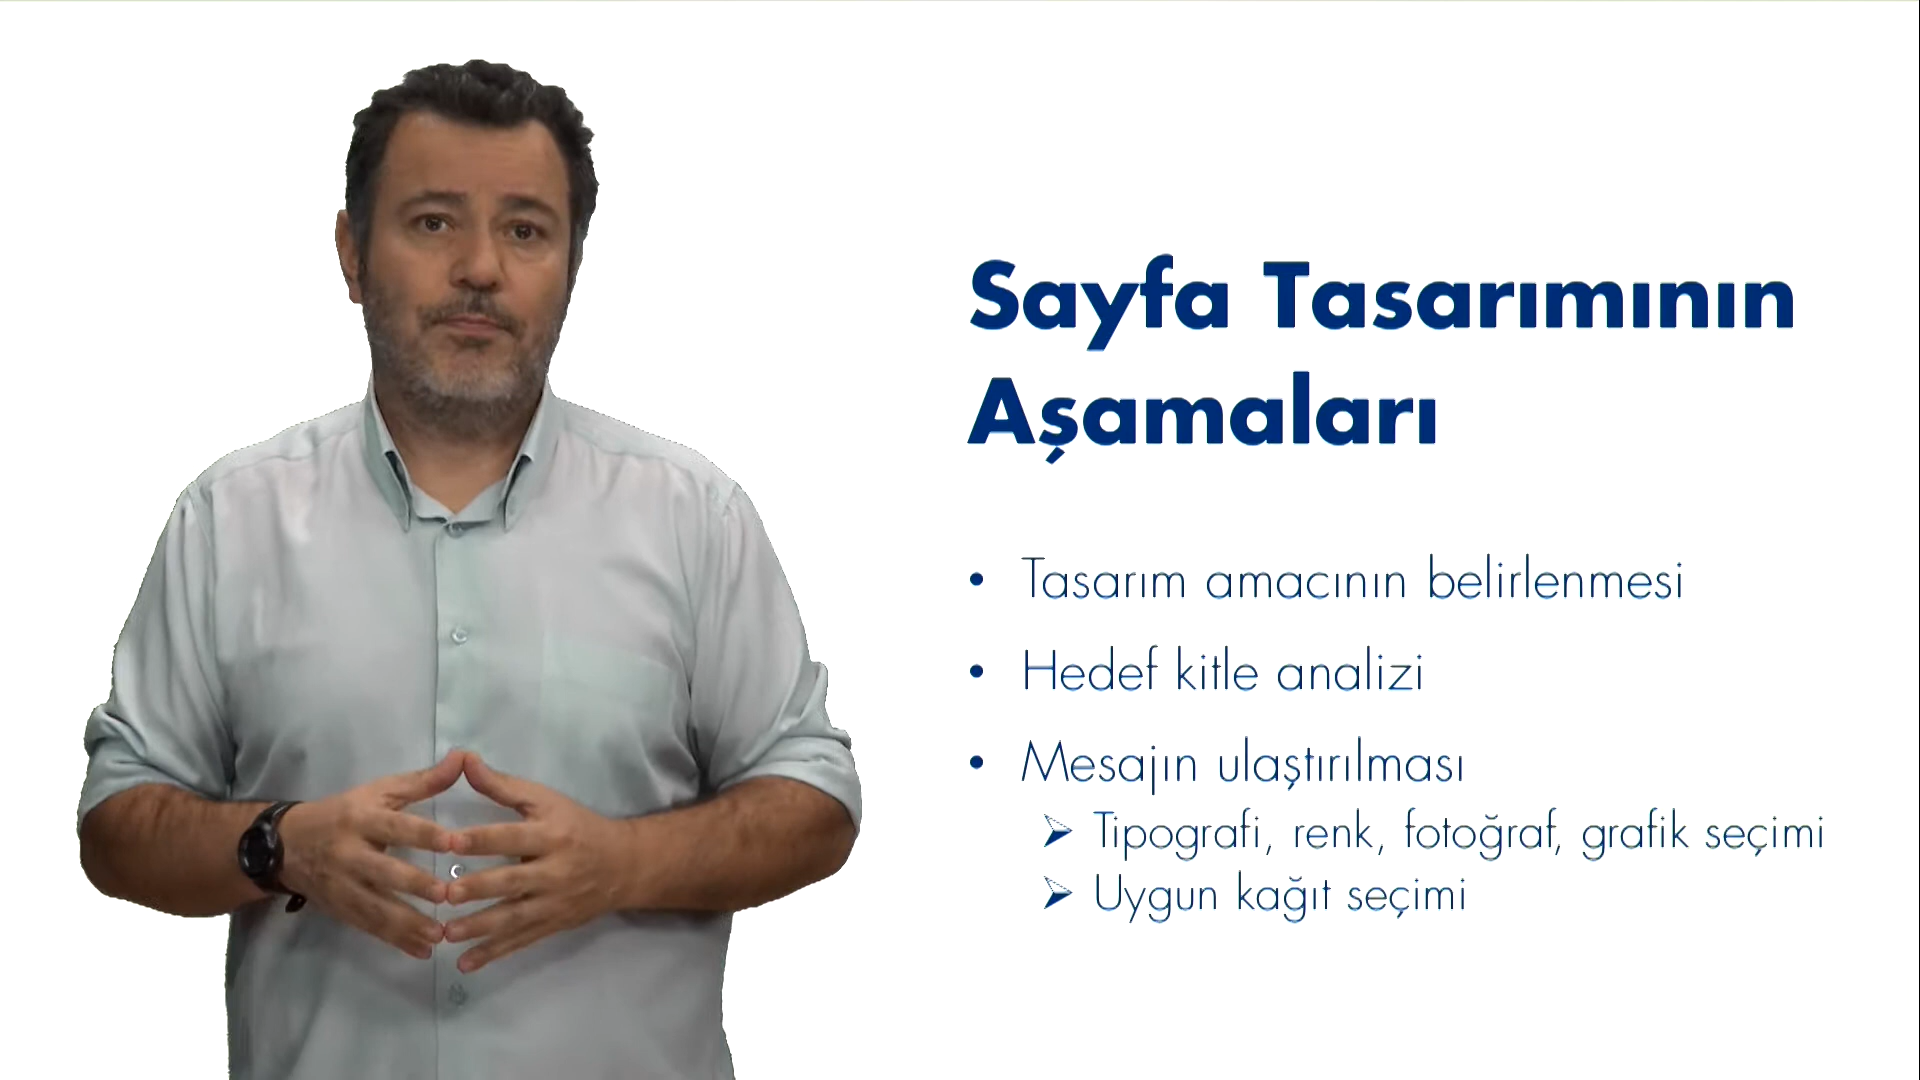 Sayfa Tasarımının
Aşamaları
• Tasarım amacının belirlenmesi
• Hedef kitle analizi
• Mesajın ulaştırılması
➢ Tipografi, renk, fotoğraf, grafik seçimi
➢ Uygun kağıt seçimi